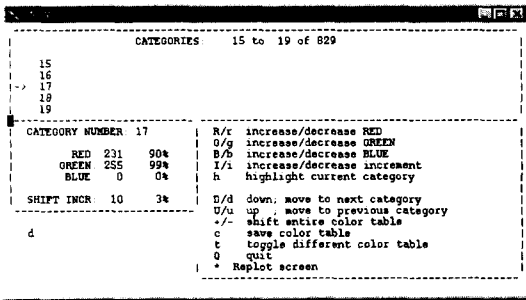 CATEGORIES: 15 to 19 of 829
15
16
-> 17
18
19
CATEGORY NUMBER: 17
RED 231 90%
GREEN: 255 99%
BLUE 0 0%
SHIFT INCR: 10 3%
d
R/r increase/decrease RED
G/g increase/decrease GREEN
B/b increase/decrease BLUE
I/i increase/decrease increment
h highlight current category
D/d down; move to next category
U/u up ; move to previous category
+/- shift entire color table
c save color table
t toggle different color table
Q quit
* Replot screen